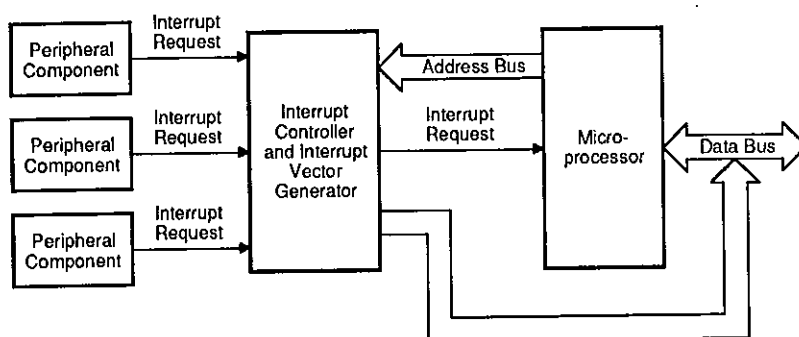 Peripheral
Component
Interrupt
Request
Peripheral
Component
Interrupt
Request
Peripheral
Component
Interrupt
Request
Interrupt
Controller
and Interrupt
Vector
Generator
Address Bus
Interrupt
Request
Micro-
processor
Data Bus